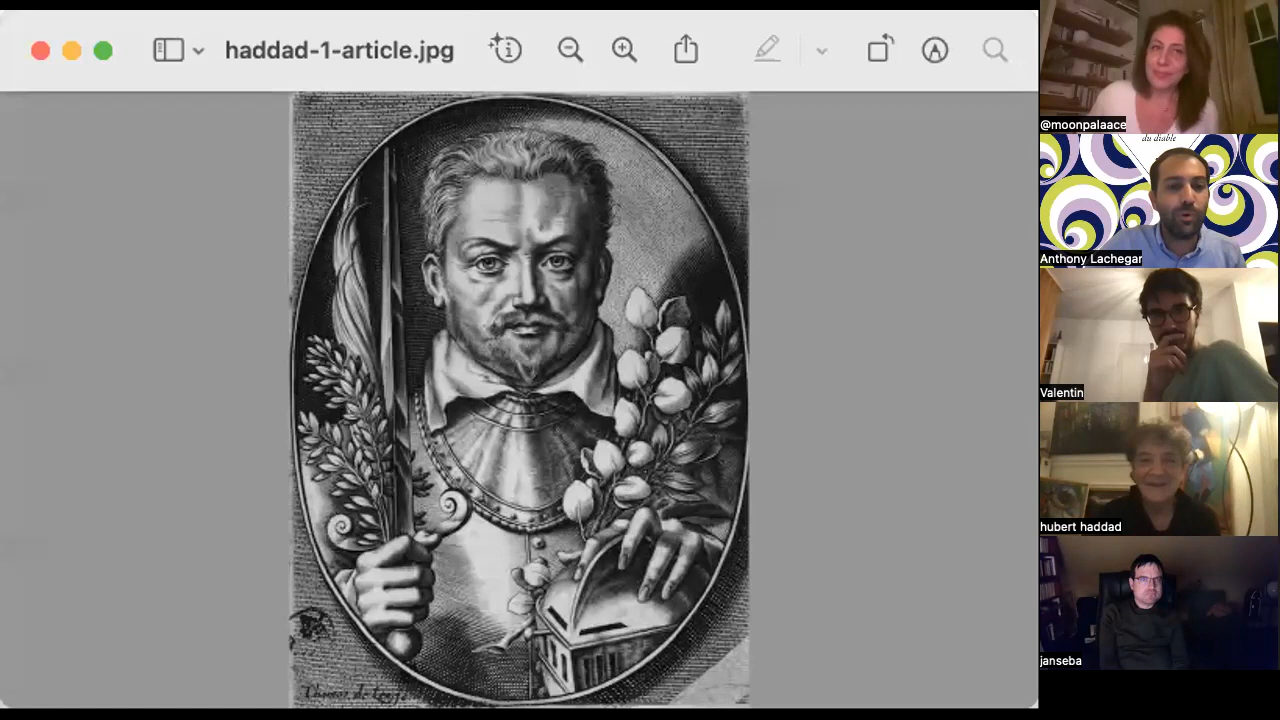 haddad-1-article.jpg
@moonpalaace
du diable
Anthony Lachegar
Valentin
hubert haddad
janseba